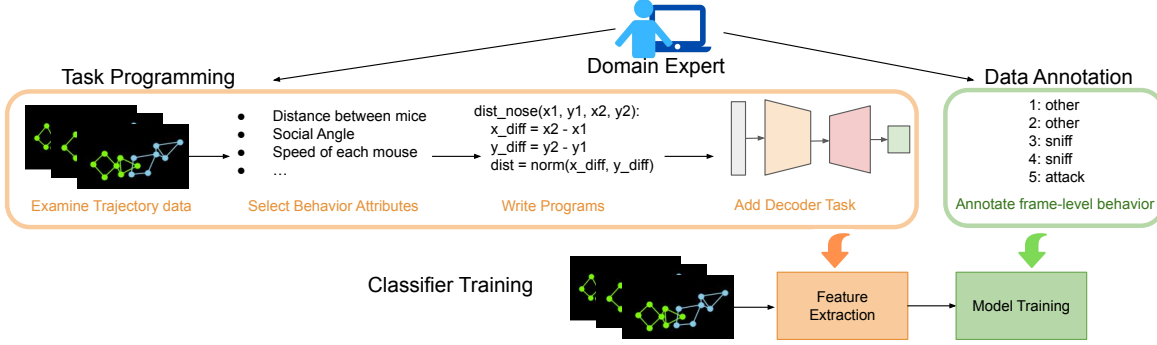 Domain Expert
Task Programming
Data Annotation
● Distance between mice
● Social Angle
● Speed of each mouse
● …
dist_nose(x1, y1, x2, y2):
x_diff = x2 - x1
y_diff = y2 - y1
dist = norm(x_diff, y_diff)
1: other
2: other
3: sniff
4: sniff
5: attack
Examine Trajectory data
Select Behavior Attributes
Write Programs
Add Decoder Task
Annotate frame-level behavior
Classifier Training
Feature
Extraction
Model Training